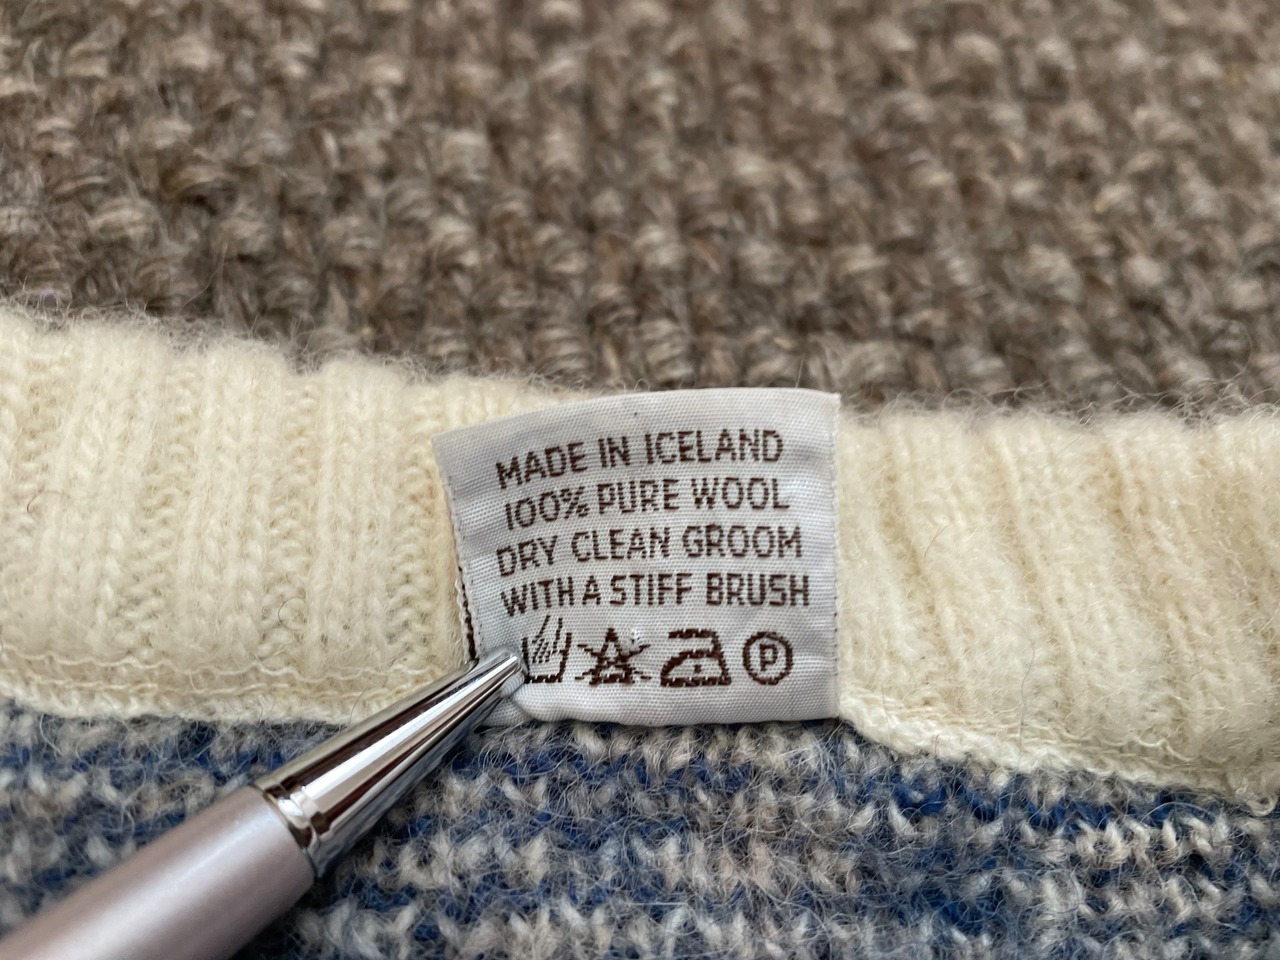 MADE IN ICELAND
100% PURE WOOL
DRY CLEAN GROOM
WITH A STIFF BRUSH
P